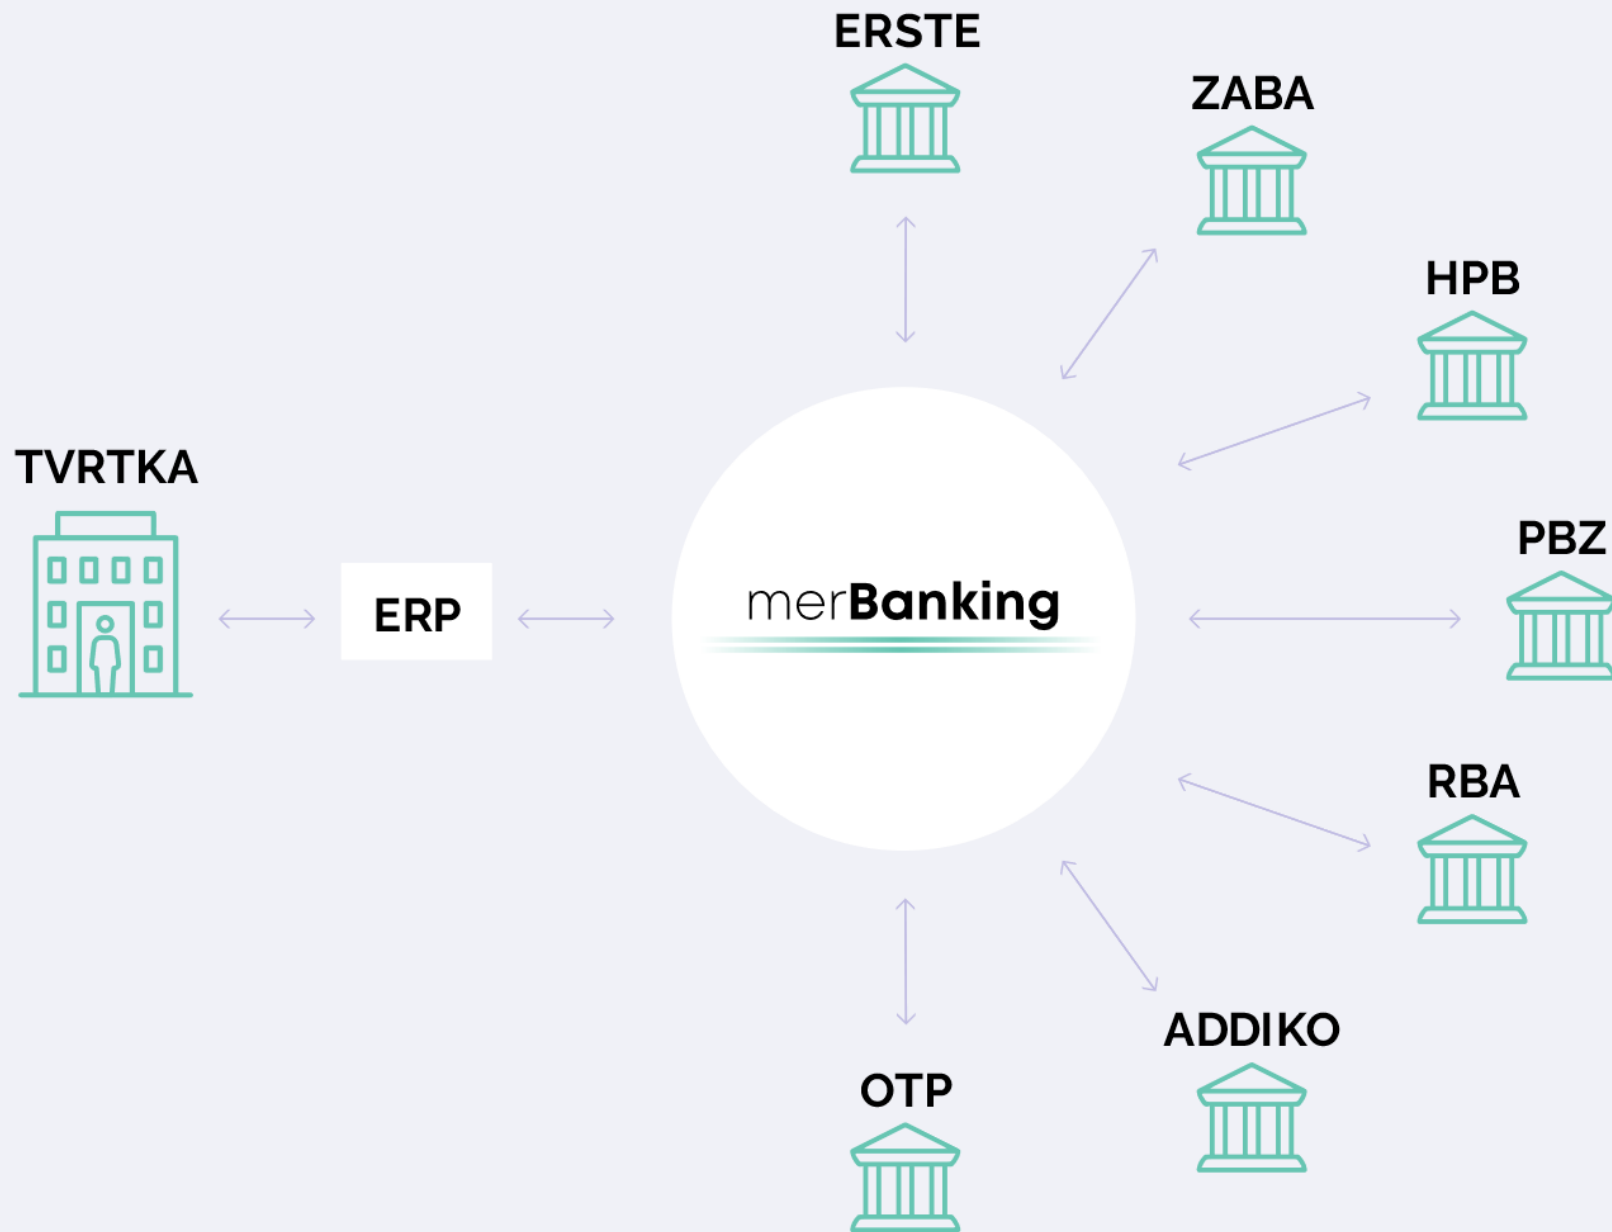 ERSTE
ZABA
HPB
TVRTKA
PBZ
ERP
merBanking
RBA
ADDIKO
OTP